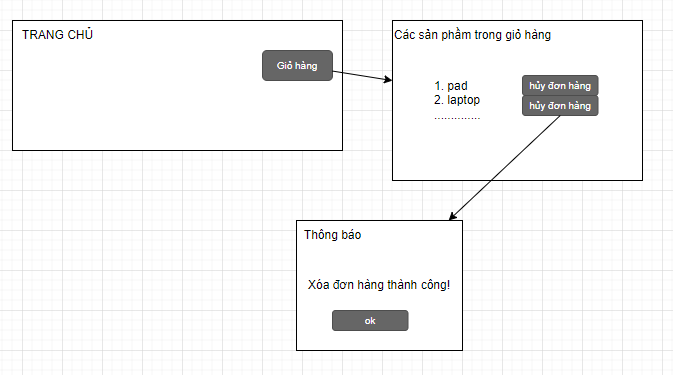 TRANG CHỦ
Giỏ hàng
Các sản phầm trong giỏ hàng
1. pad
hủy đơn hàng
2. laptop
hủy đơn hàng
..............
Thông báo
Xóa đơn hàng thành công!
ok